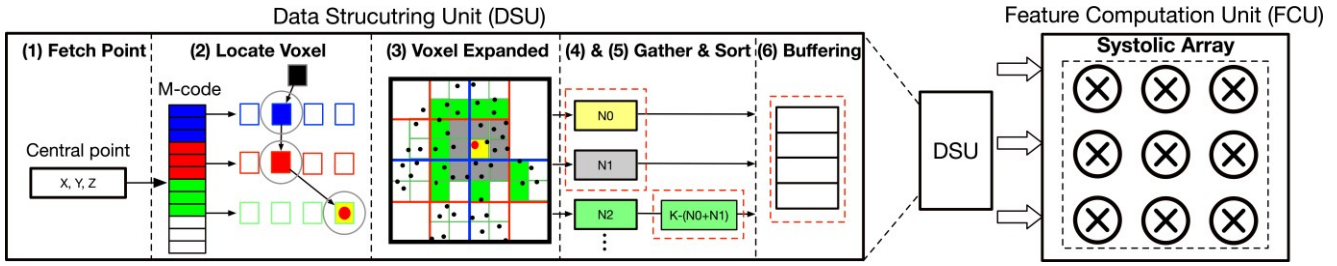 Data Strucutring Unit (DSU)
Feature Computation Unit (FCU)
(1) Fetch Point
(2) Locate Voxel
(3) Voxel Expanded
(4) & (5) Gather & Sort
(6) Buffering
Systolic Array
M-code
Central point
X, Y, Z
N0
N1
N2
K-(N0+N1)
DSU